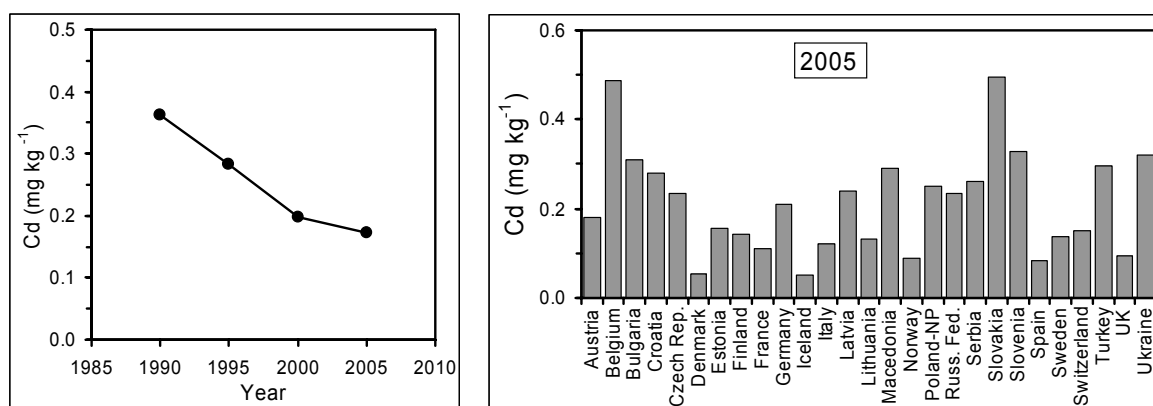 0.5
0.4
0.3
0.2
0.1
0.0
Cd (mg kg⁻¹)
1985 1990 1995 2000 2005 2010
Year
0.6
0.4
0.2
0.0
Cd (mg kg⁻¹)
2005
Austria
Belgium
Bulgaria
Croatia
Czech Rep.
Denmark
Estonia
Finland
France
Germany
Iceland
Italy
Latvia
Lithuania
Macedonia
Norway
Poland-NP
Russ. Fed.
Serbia
Slovakia
Slovenia
Spain
Sweden
Switzerland
Turkey
UK
Ukraine